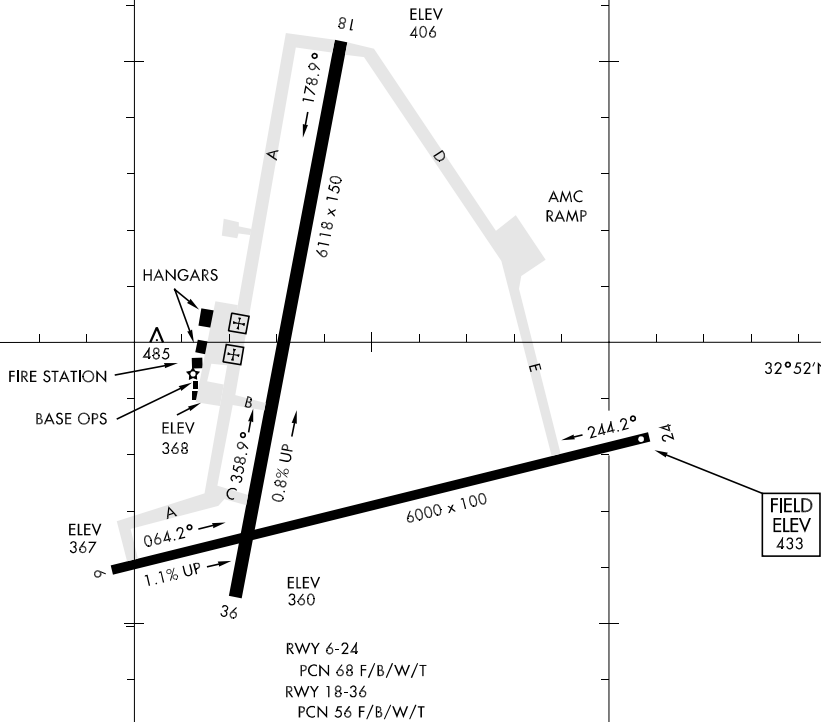 18
ELEV
406
178.9°
A
D
6118 x 150
AMC
RAMP
HANGARS
485
FIRE STATION
32°52'N
E
BASE OPS
B
ELEV
368
358.9°
0.8% UP
244.2°
24
C
A
6000 x 100
FIELD
ELEV
433
ELEV
367
064.2°
6
1.1% UP
36
ELEV
360
RWY 6-24
PCN 68 F/B/W/T
RWY 18-36
PCN 56 F/B/W/T